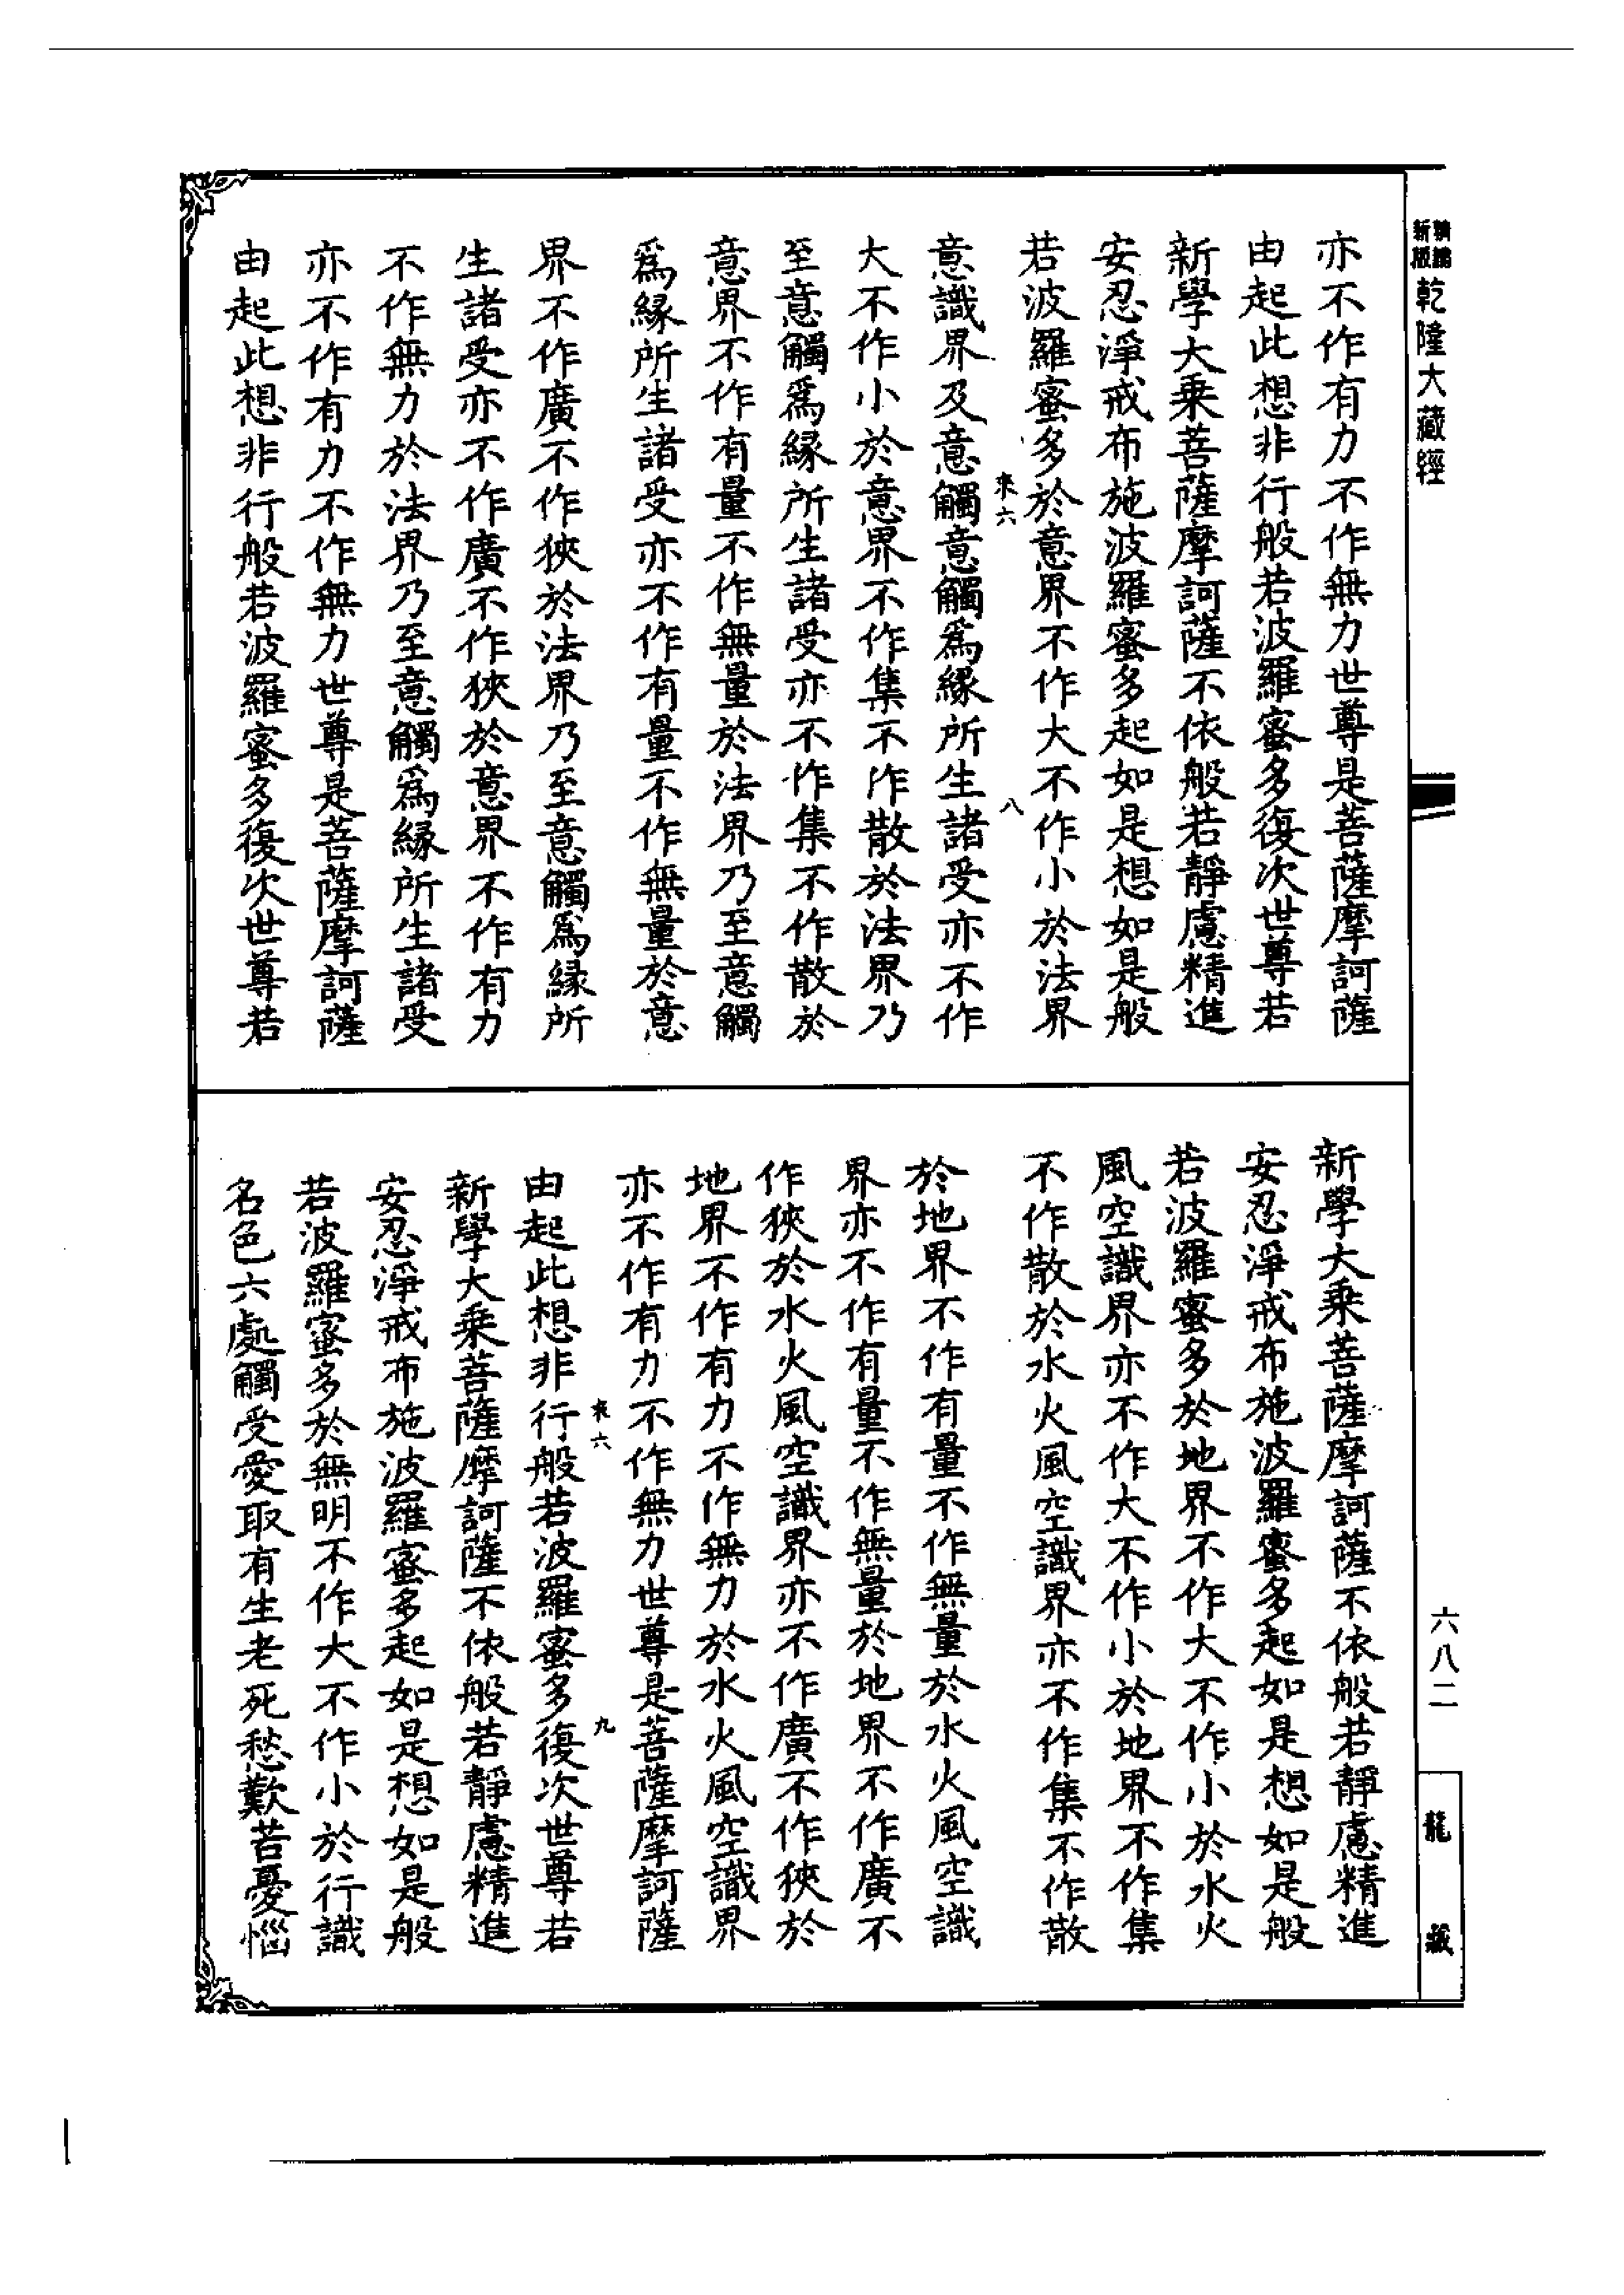 乾隆大藏經
亦不作有力不作無力世尊是菩薩摩訶薩
由起此想非行般若波羅蜜多復次世尊若
新學大乘菩薩摩訶薩不依般若靜慮精進
安忍淨戒布施波羅蜜多起如是想如是般
若波羅蜜多於意界不作大不作小於法界
來六 八
意識界及意觸意觸爲緣所生諸受亦不作
大不作小於意界不作集不作散於法界乃
至意觸爲緣所生諸受亦不作集不作散於
意界不作有量不作無量於法界乃至意觸
爲緣所生諸受亦不作有量不作無量於意
界不作廣不作狹於法界乃至意觸爲緣所
生諸受亦不作廣不作狹於意界不作有力
不作無力於法界乃至意觸爲緣所生諸受
亦不作有力不作無力世尊是菩薩摩訶薩
由起此想非行般若波羅蜜多復次世尊若
新學大乘菩薩摩訶薩不依般若靜慮精進
安忍淨戒布施波羅蜜多起如是想如是般
若波羅蜜多於地界不作大不作小於水火
風空識界亦不作大不作小於地界不作集
不作散於水火風空識界亦不作集不作散
於地界不作有量不作無量於水火風空識
界亦不作有量不作無量於地界不作廣不
作狹於水火風空識界亦不作廣不作狹於
地界不作有力不作無力於水火風空識界
亦不作有力不作無力世尊是菩薩摩訶薩
來六 九
由起此想非行般若波羅蜜多復次世尊若
新學大乘菩薩摩訶薩不依般若靜慮精進
安忍淨戒布施波羅蜜多起如是想如是般
若波羅蜜多於無明不作大不作小於行識
名色六處觸受愛取有生老死愁歎苦憂惱
六八二
龍藏